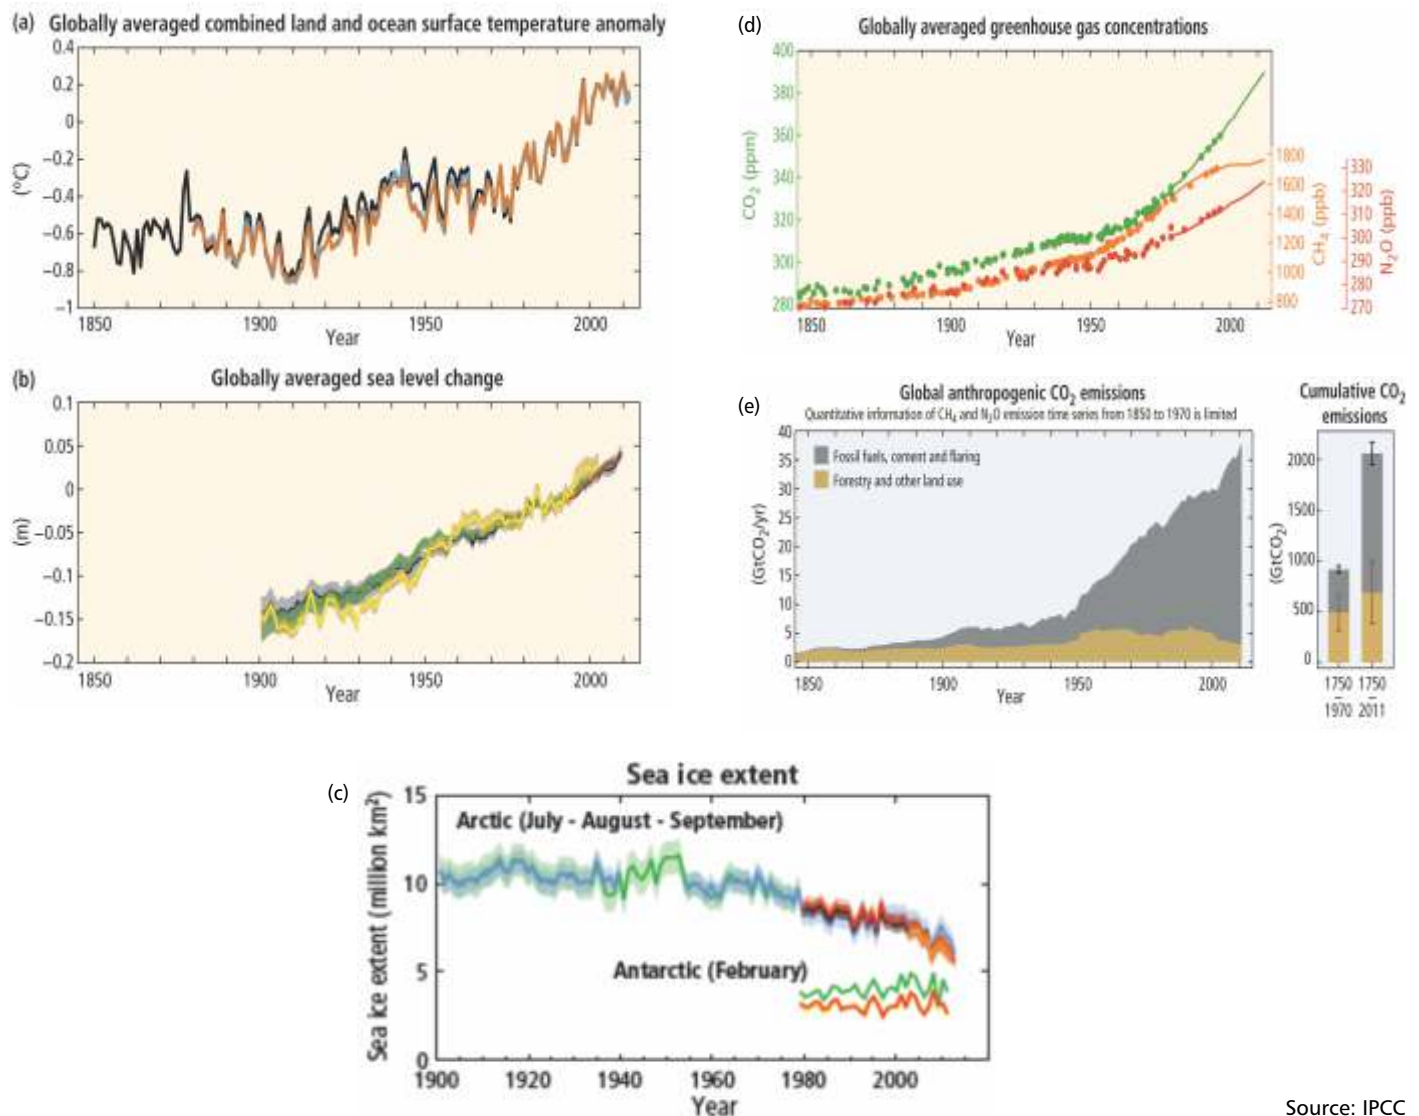 (a) Globally averaged combined land and ocean surface temperature anomaly
0.4
0.2
0
−0.2
−0.4
−0.6
−0.8
−1
(°C)
1850 1900 1950 2000
Year
(b) Globally averaged sea level change
0.1
0.05
0
−0.05
−0.1
−0.15
−0.2
(m)
1850 1900 1950 2000
Year
(d) Globally averaged greenhouse gas concentrations
400
380
360
340
320
300
280
CO₂ (ppm)
1800
1600
1400
1200
1000
800
CH₄ (ppb)
330
320
310
300
290
280
270
N₂O (ppb)
1850 1900 1950 2000
Year
(e) Global anthropogenic CO₂ emissions
Quantitative information of CH₄ and N₂O emission time series from 1850 to 1970 is limited
40
35
30
25
20
15
10
5
0
(GtCO₂/yr)
Fossil fuels, cement and flaring
Forestry and other land use
1850 1900 1950 2000
Year
Cumulative CO₂
emissions
2000
1500
1000
500
0
(GtCO₂)
1750 1750
– –
1970 2011
(c) Sea ice extent
15
10
5
0
Sea ice extent (million km²)
Arctic (July - August - September)
Antarctic (February)
1900 1920 1940 1960 1980 2000
Year
Source: IPCC